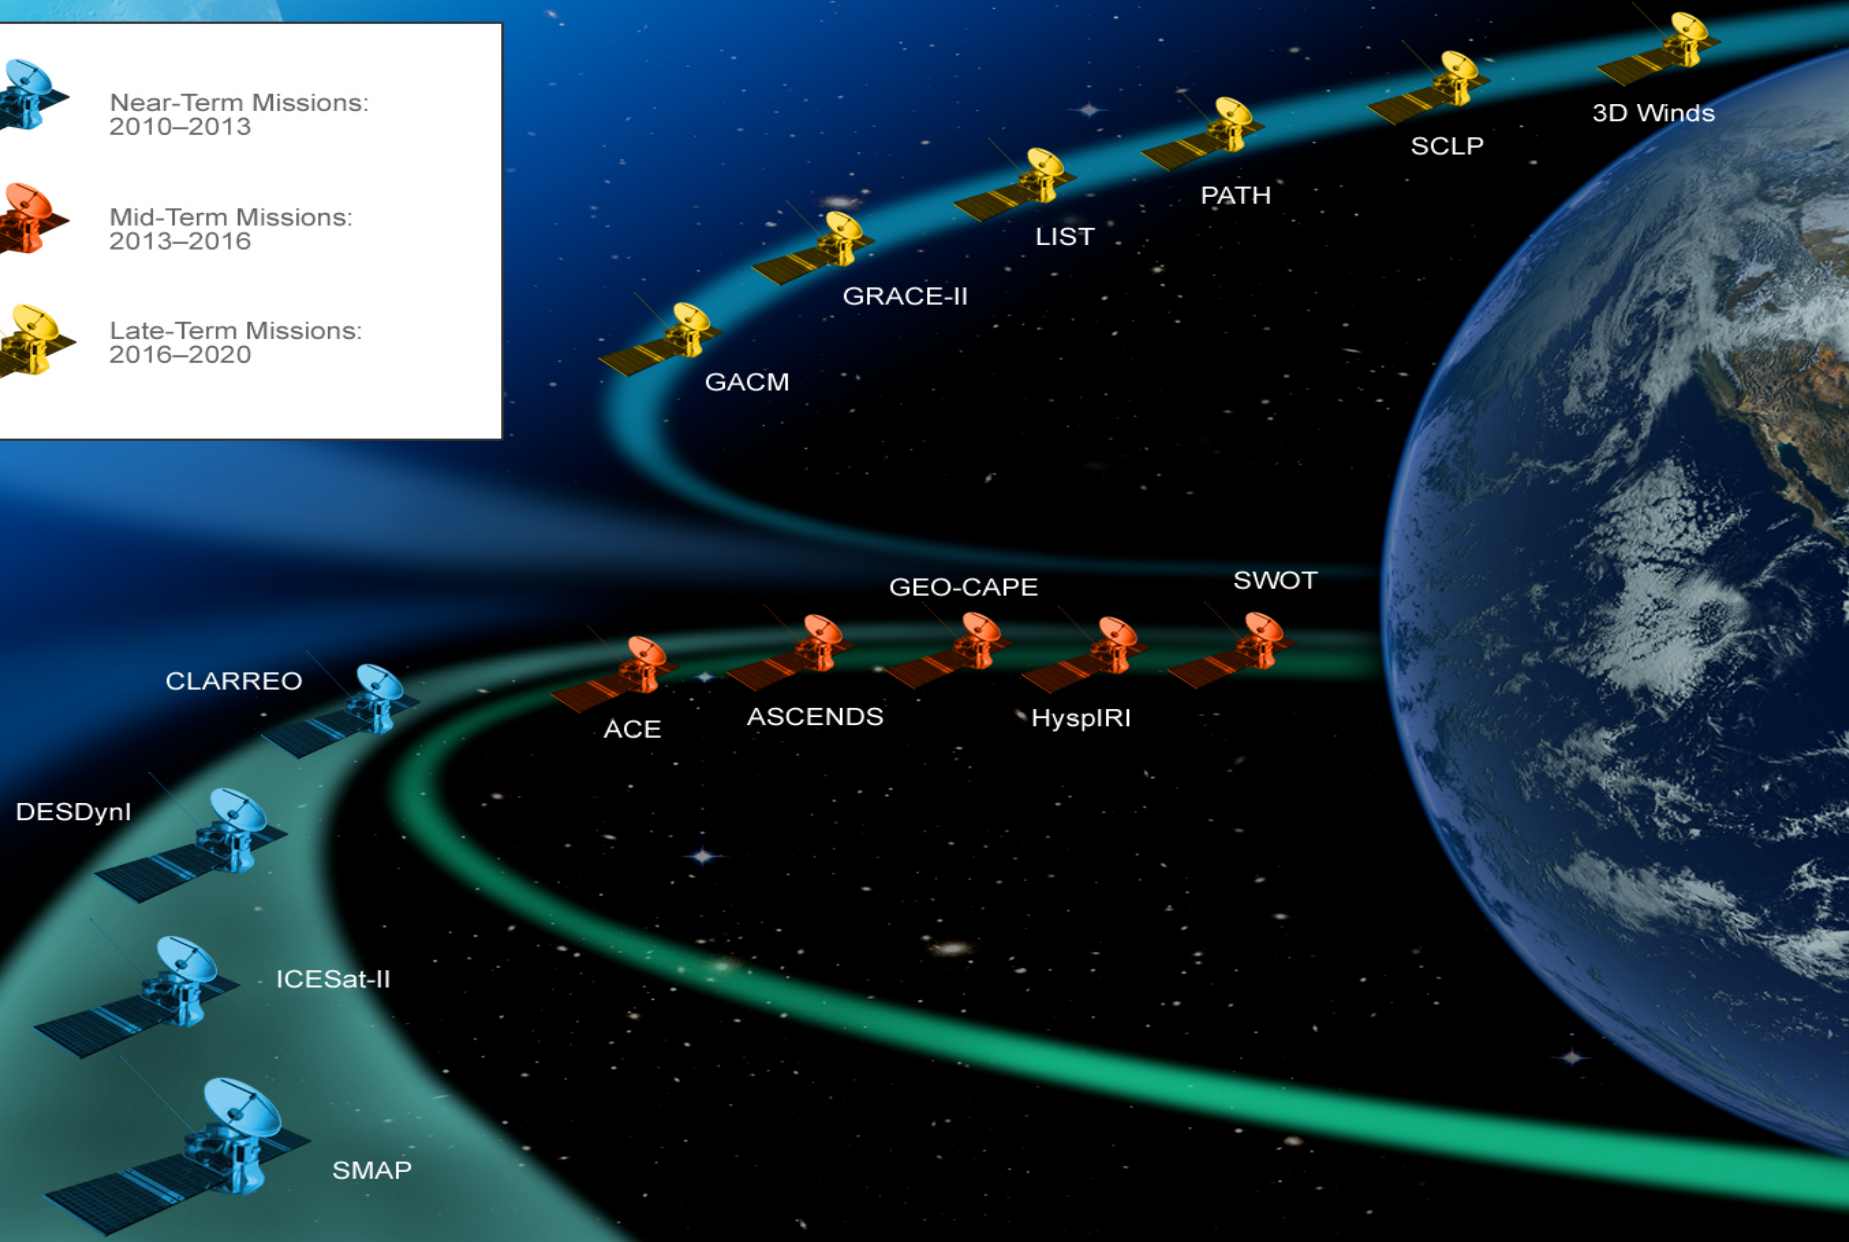 Near-Term Missions:
2010–2013
Mid-Term Missions:
2013–2016
Late-Term Missions:
2016–2020
3D Winds
SCLP
PATH
LIST
GRACE-II
GACM
SWOT
GEO-CAPE
HyspIRI
ASCENDS
ACE
CLARREO
DESDynI
ICESat-II
SMAP